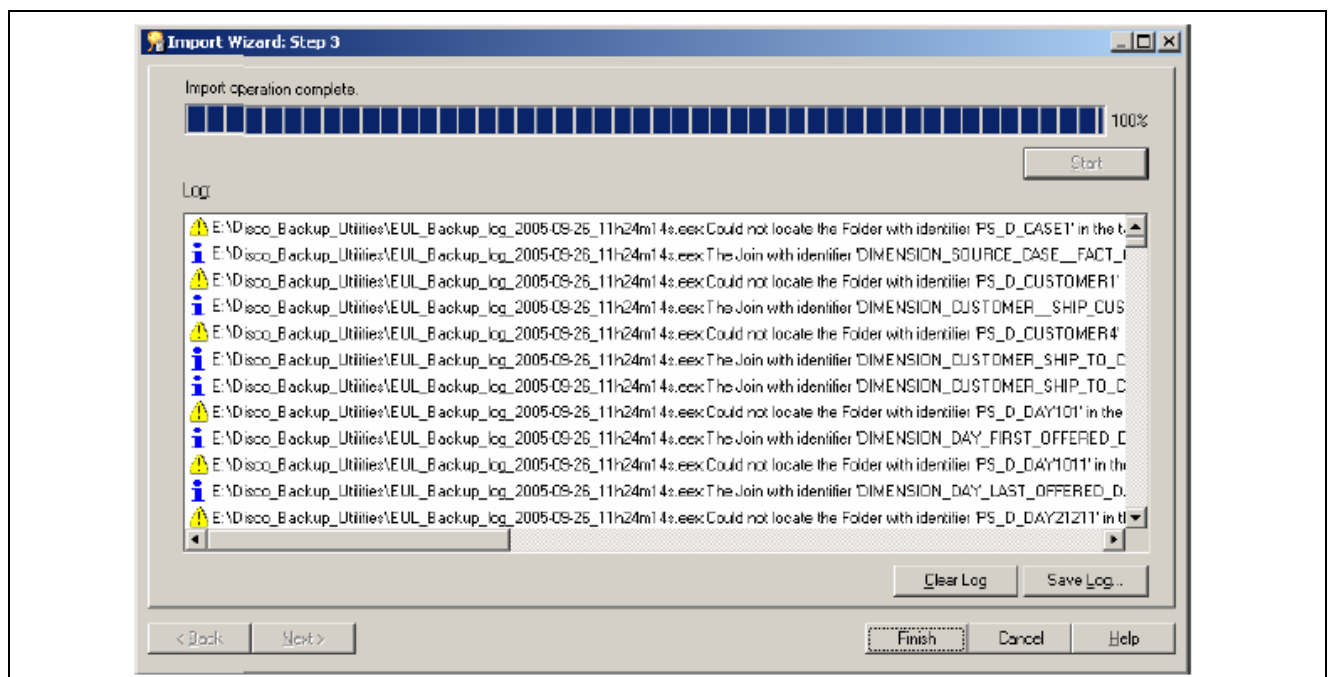 Import Wizard: Step 3
Import operation complete.
100%
Start
Log:
E:\Disco_Backup_Utilities\EUL_Backup_log_2005-09-26_11h24m14s.eex Could not locate the Folder with identifier 'PS_D_CASE1' in the t
E:\Disco_Backup_Utilities\EUL_Backup_log_2005-09-26_11h24m14s.eex The Join with identifier 'DIMENSION_SOURCE_CASE__FACT_
E:\Disco_Backup_Utilities\EUL_Backup_log_2005-09-26_11h24m14s.eex Could not locate the Folder with identifier 'PS_D_CUSTOMER1'
E:\Disco_Backup_Utilities\EUL_Backup_log_2005-09-26_11h24m14s.eex The Join with identifier 'DIMENSION_CUSTOMER__SHIP_CUS
E:\Disco_Backup_Utilities\EUL_Backup_log_2005-09-26_11h24m14s.eex Could not locate the Folder with identifier 'PS_D_CUSTOMER4'
E:\Disco_Backup_Utilities\EUL_Backup_log_2005-09-26_11h24m14s.eex The Join with identifier 'DIMENSION_CUSTOMER_SHIP_TO_C
E:\Disco_Backup_Utilities\EUL_Backup_log_2005-09-26_11h24m14s.eex The Join with identifier 'DIMENSION_CUSTOMER_SHIP_TO_C
E:\Disco_Backup_Utilities\EUL_Backup_log_2005-09-26_11h24m14s.eex Could not locate the Folder with identifier 'PS_D_DAY101' in the
E:\Disco_Backup_Utilities\EUL_Backup_log_2005-09-26_11h24m14s.eex The Join with identifier 'DIMENSION_DAY_FIRST_OFFERED_D
E:\Disco_Backup_Utilities\EUL_Backup_log_2005-09-26_11h24m14s.eex Could not locate the Folder with identifier 'PS_D_DAY1011' in the
E:\Disco_Backup_Utilities\EUL_Backup_log_2005-09-26_11h24m14s.eex The Join with identifier 'DIMENSION_DAY_LAST_OFFERED_D
E:\Disco_Backup_Utilities\EUL_Backup_log_2005-09-26_11h24m14s.eex Could not locate the Folder with identifier 'PS_D_DAY21211' in t
Clear Log Save Log...
< Back Next > Finish Cancel Help